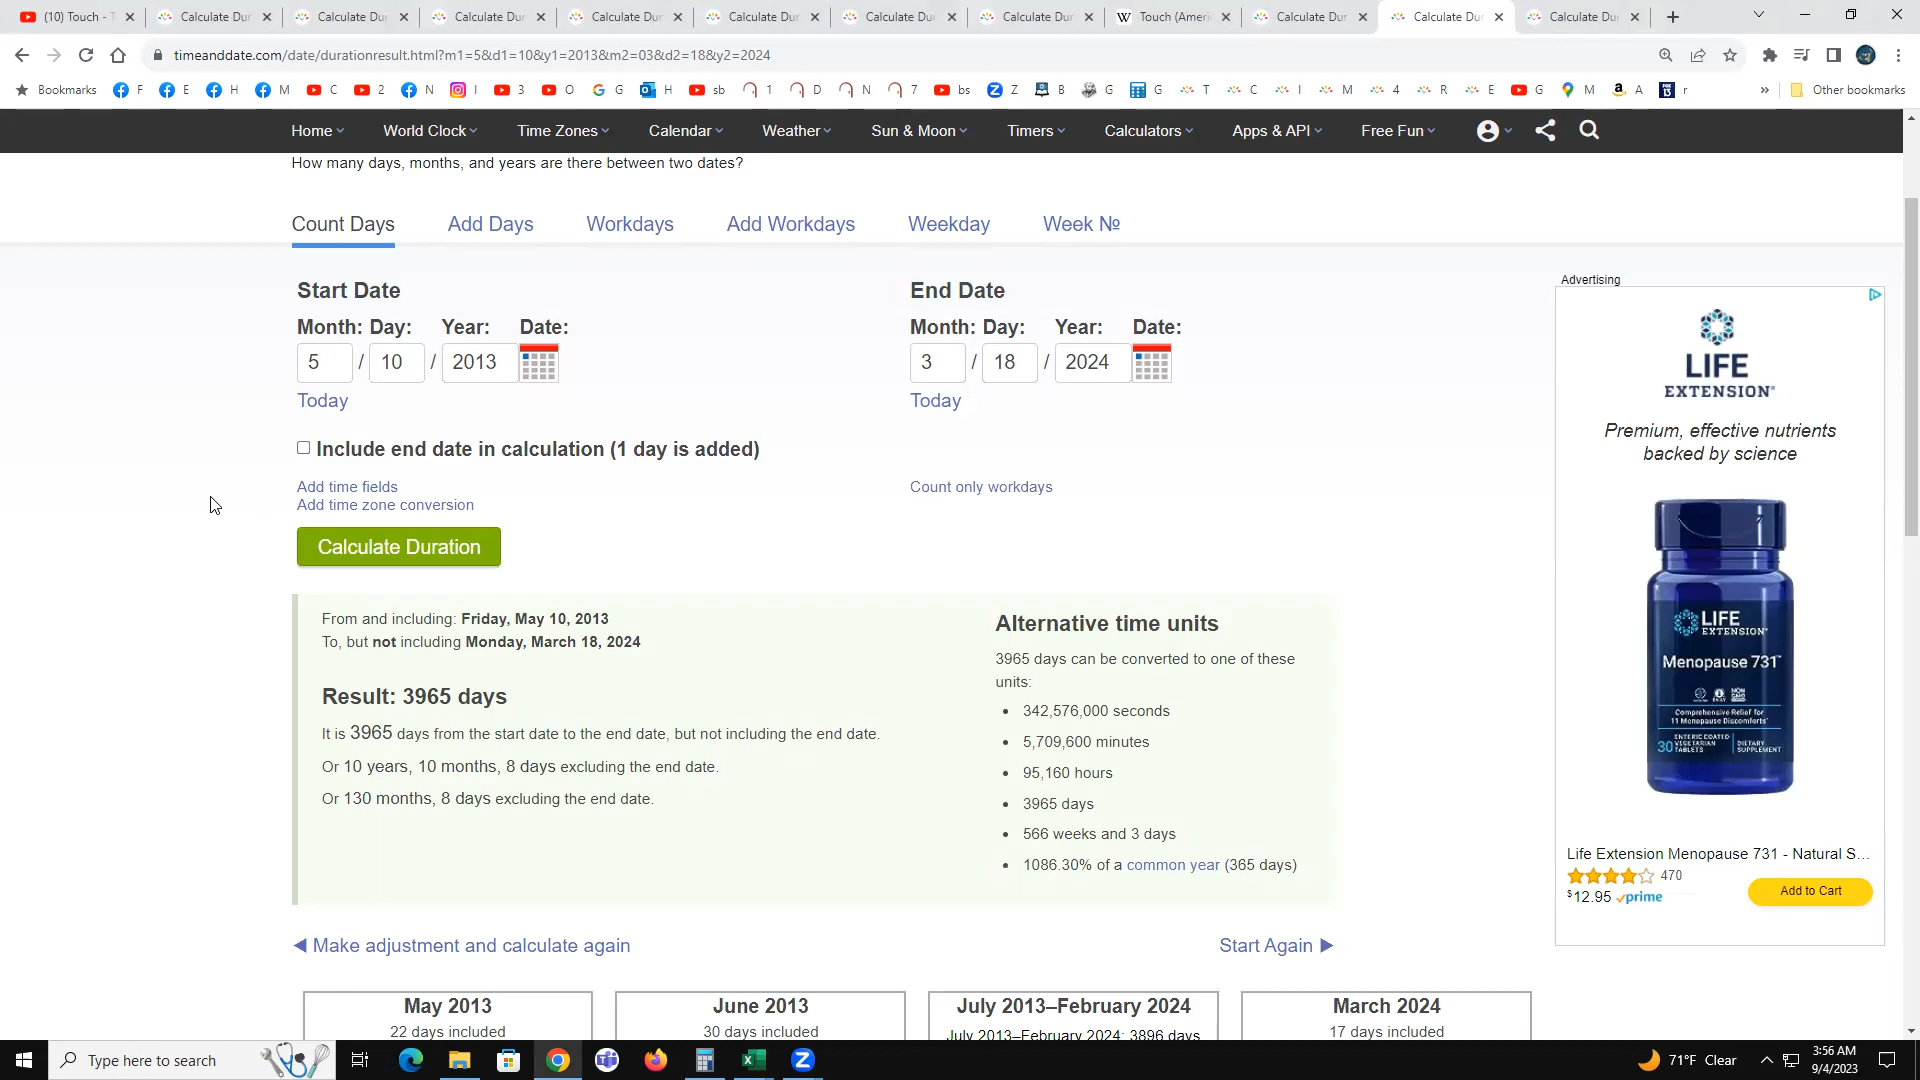 (10) Touch - T
Calculate Dur
Calculate Du
Calculate Dur
Calculate Dur
Calculate Dur
Calculate Du
Calculate Du
Touch (Ameri
Calculate Dur
Calculate Du
Calculate Du
timeanddate.com/date/durationresult.html?m1=5&d1=10&y1=2013&m2=03&d2=18&y2=2024
Bookmarks F E H M C 2 N I 3 O G H sb 1 D N 7 bs Z B G G T C I M 4 R E G M A r » Other bookmarks
Home World Clock Time Zones Calendar Weather Sun & Moon Timers Calculators Apps & API Free Fun
How many days, months, and years are there between two dates?
Count Days Add Days Workdays Add Workdays Weekday Week №
Advertising
Start Date
End Date
Month: Day: Year: Date:
Month: Day: Year: Date:
5 / 10 / 2013
3 / 18 / 2024
Today
Today
Include end date in calculation (1 day is added)
Add time fields
Add time zone conversion
Count only workdays
Calculate Duration
From and including: Friday, May 10, 2013
To, but not including Monday, March 18, 2024
Result: 3965 days
It is 3965 days from the start date to the end date, but not including the end date.
Or 10 years, 10 months, 8 days excluding the end date.
Or 130 months, 8 days excluding the end date.
Alternative time units
3965 days can be converted to one of these
units:
342,576,000 seconds
5,709,600 minutes
95,160 hours
3965 days
566 weeks and 3 days
1086.30% of a common year (365 days)
LIFE
EXTENSION
Premium, effective nutrients
backed by science
LIFE
EXTENSION
Menopause 731
Comprehensive Relief for
11 Menopause Discomforts*
30 ENTERIC COATED
VEGETARIAN
TABLETS
DIETARY
SUPPLEMENT
Life Extension Menopause 731 - Natural S...
470
$12.95 prime
Add to Cart
Make adjustment and calculate again
Start Again
May 2013
22 days included
June 2013
30 days included
July 2013–February 2024
July 2013–February 2024: 3896 days
March 2024
17 days included
Type here to search
71°F Clear
3:56 AM
9/4/2023